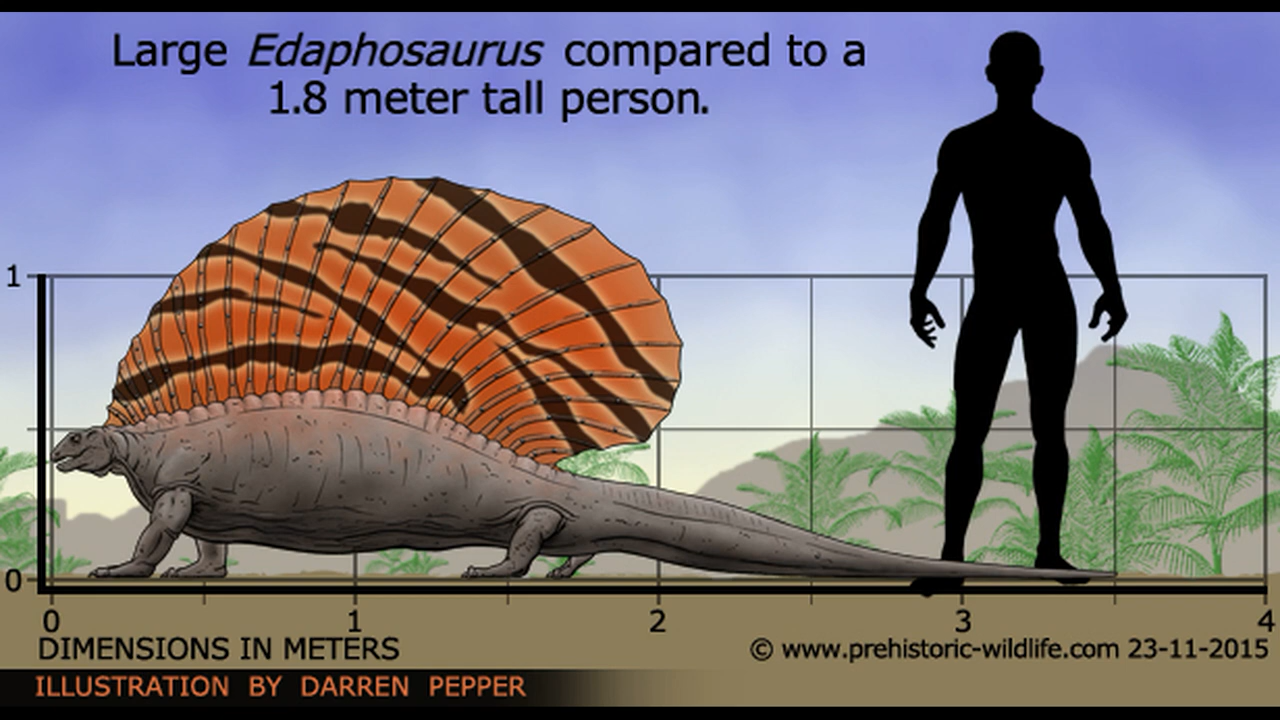 Large Edaphosaurus compared to a
1.8 meter tall person.
1
0
0 1 2 3 4
DIMENSIONS IN METERS
© www.prehistoric-wildlife.com 23-11-2015
ILLUSTRATION BY DARREN PEPPER